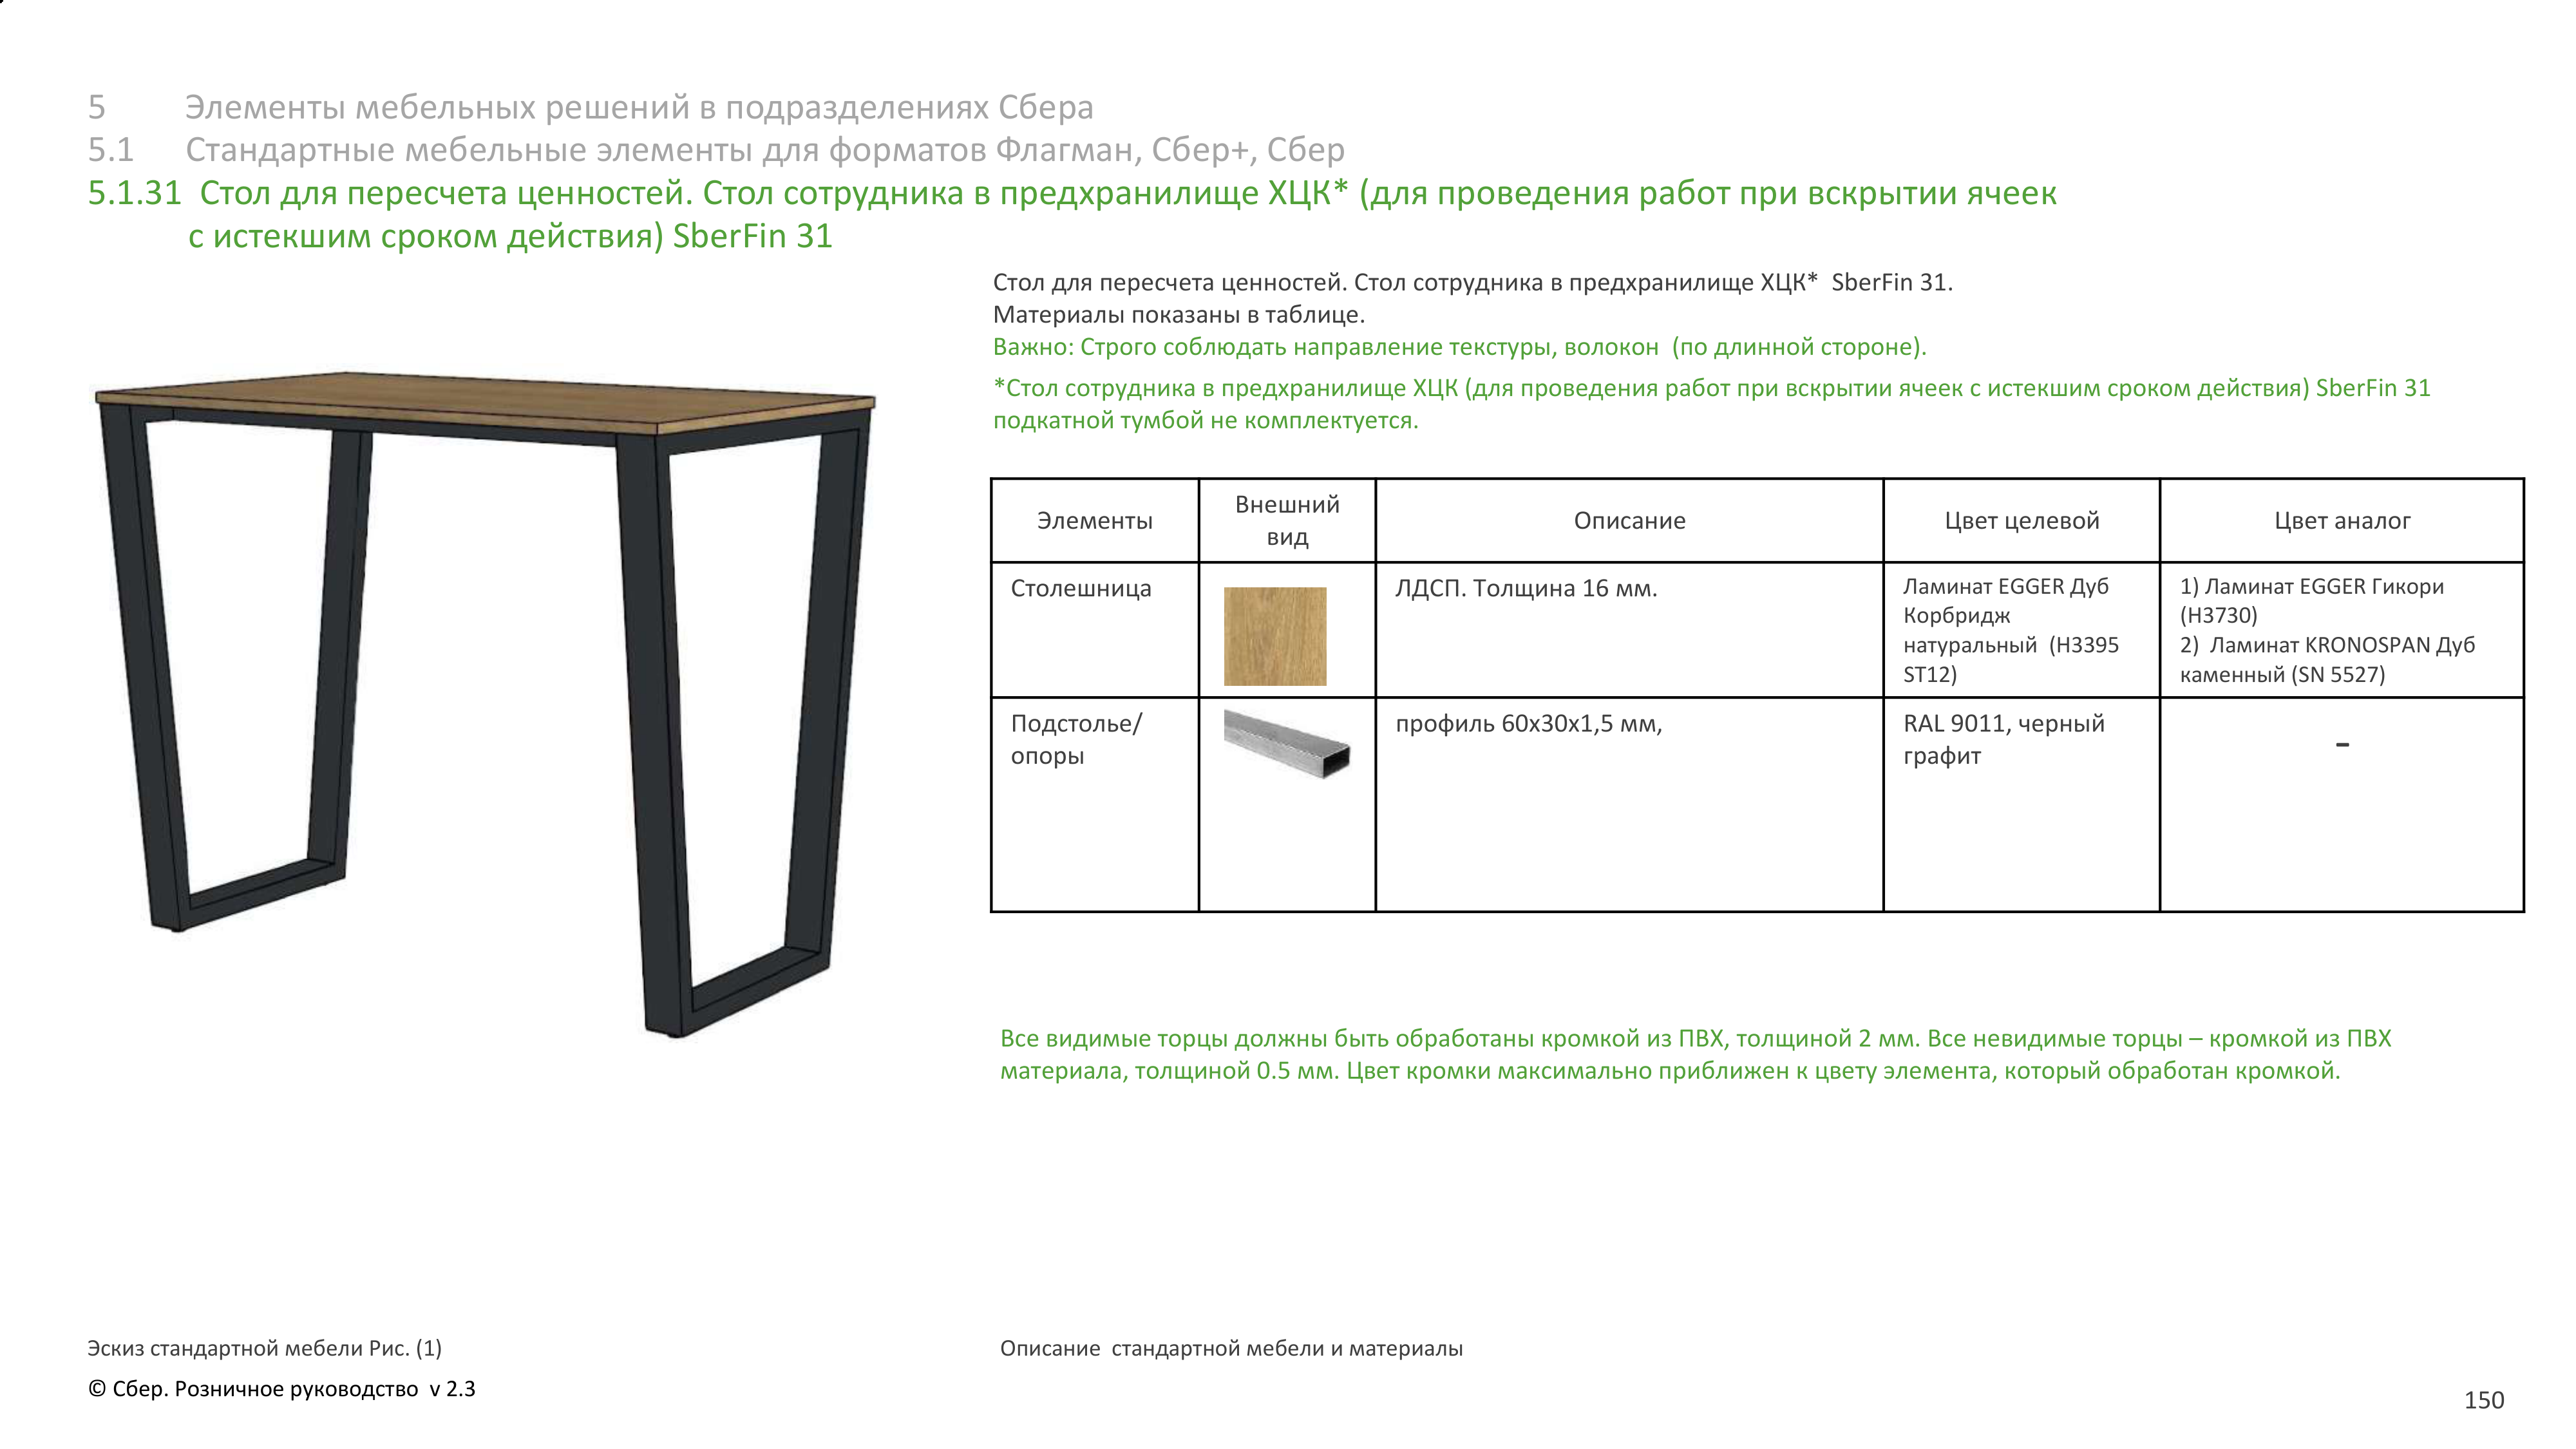 5 Элементы мебельных решений в подразделениях Сбера
5.1 Стандартные мебельные элементы для форматов Флагман, Сбер+, Сбер
5.1.31 Стол для пересчета ценностей. Стол сотрудника в предхранилище ХЦК* (для проведения работ при вскрытии ячеек
с истекшим сроком действия) SberFin 31
Стол для пересчета ценностей. Стол сотрудника в предхранилище ХЦК* SberFin 31.
Материалы показаны в таблице.
Важно: Строго соблюдать направление текстуры, волокон (по длинной стороне).
*Стол сотрудника в предхранилище ХЦК (для проведения работ при вскрытии ячеек с истекшим сроком действия) SberFin 31
подкатной тумбой не комплектуется.
Элементы
Внешний
вид
Описание
Цвет целевой
Цвет аналог
Столешница
ЛДСП. Толщина 16 мм.
Ламинат EGGER Дуб
Корбридж
натуральный (H3395
ST12)
1) Ламинат EGGER Гикори
(H3730)
2) Ламинат KRONOSPAN Дуб
каменный (SN 5527)
Подстолье/
опоры
профиль 60х30х1,5 мм,
RAL 9011, черный
графит
–
Все видимые торцы должны быть обработаны кромкой из ПВХ, толщиной 2 мм. Все невидимые торцы – кромкой из ПВХ
материала, толщиной 0.5 мм. Цвет кромки максимально приближен к цвету элемента, который обработан кромкой.
Эскиз стандартной мебели Рис. (1)
Описание стандартной мебели и материалы
© Сбер. Розничное руководство v 2.3
150